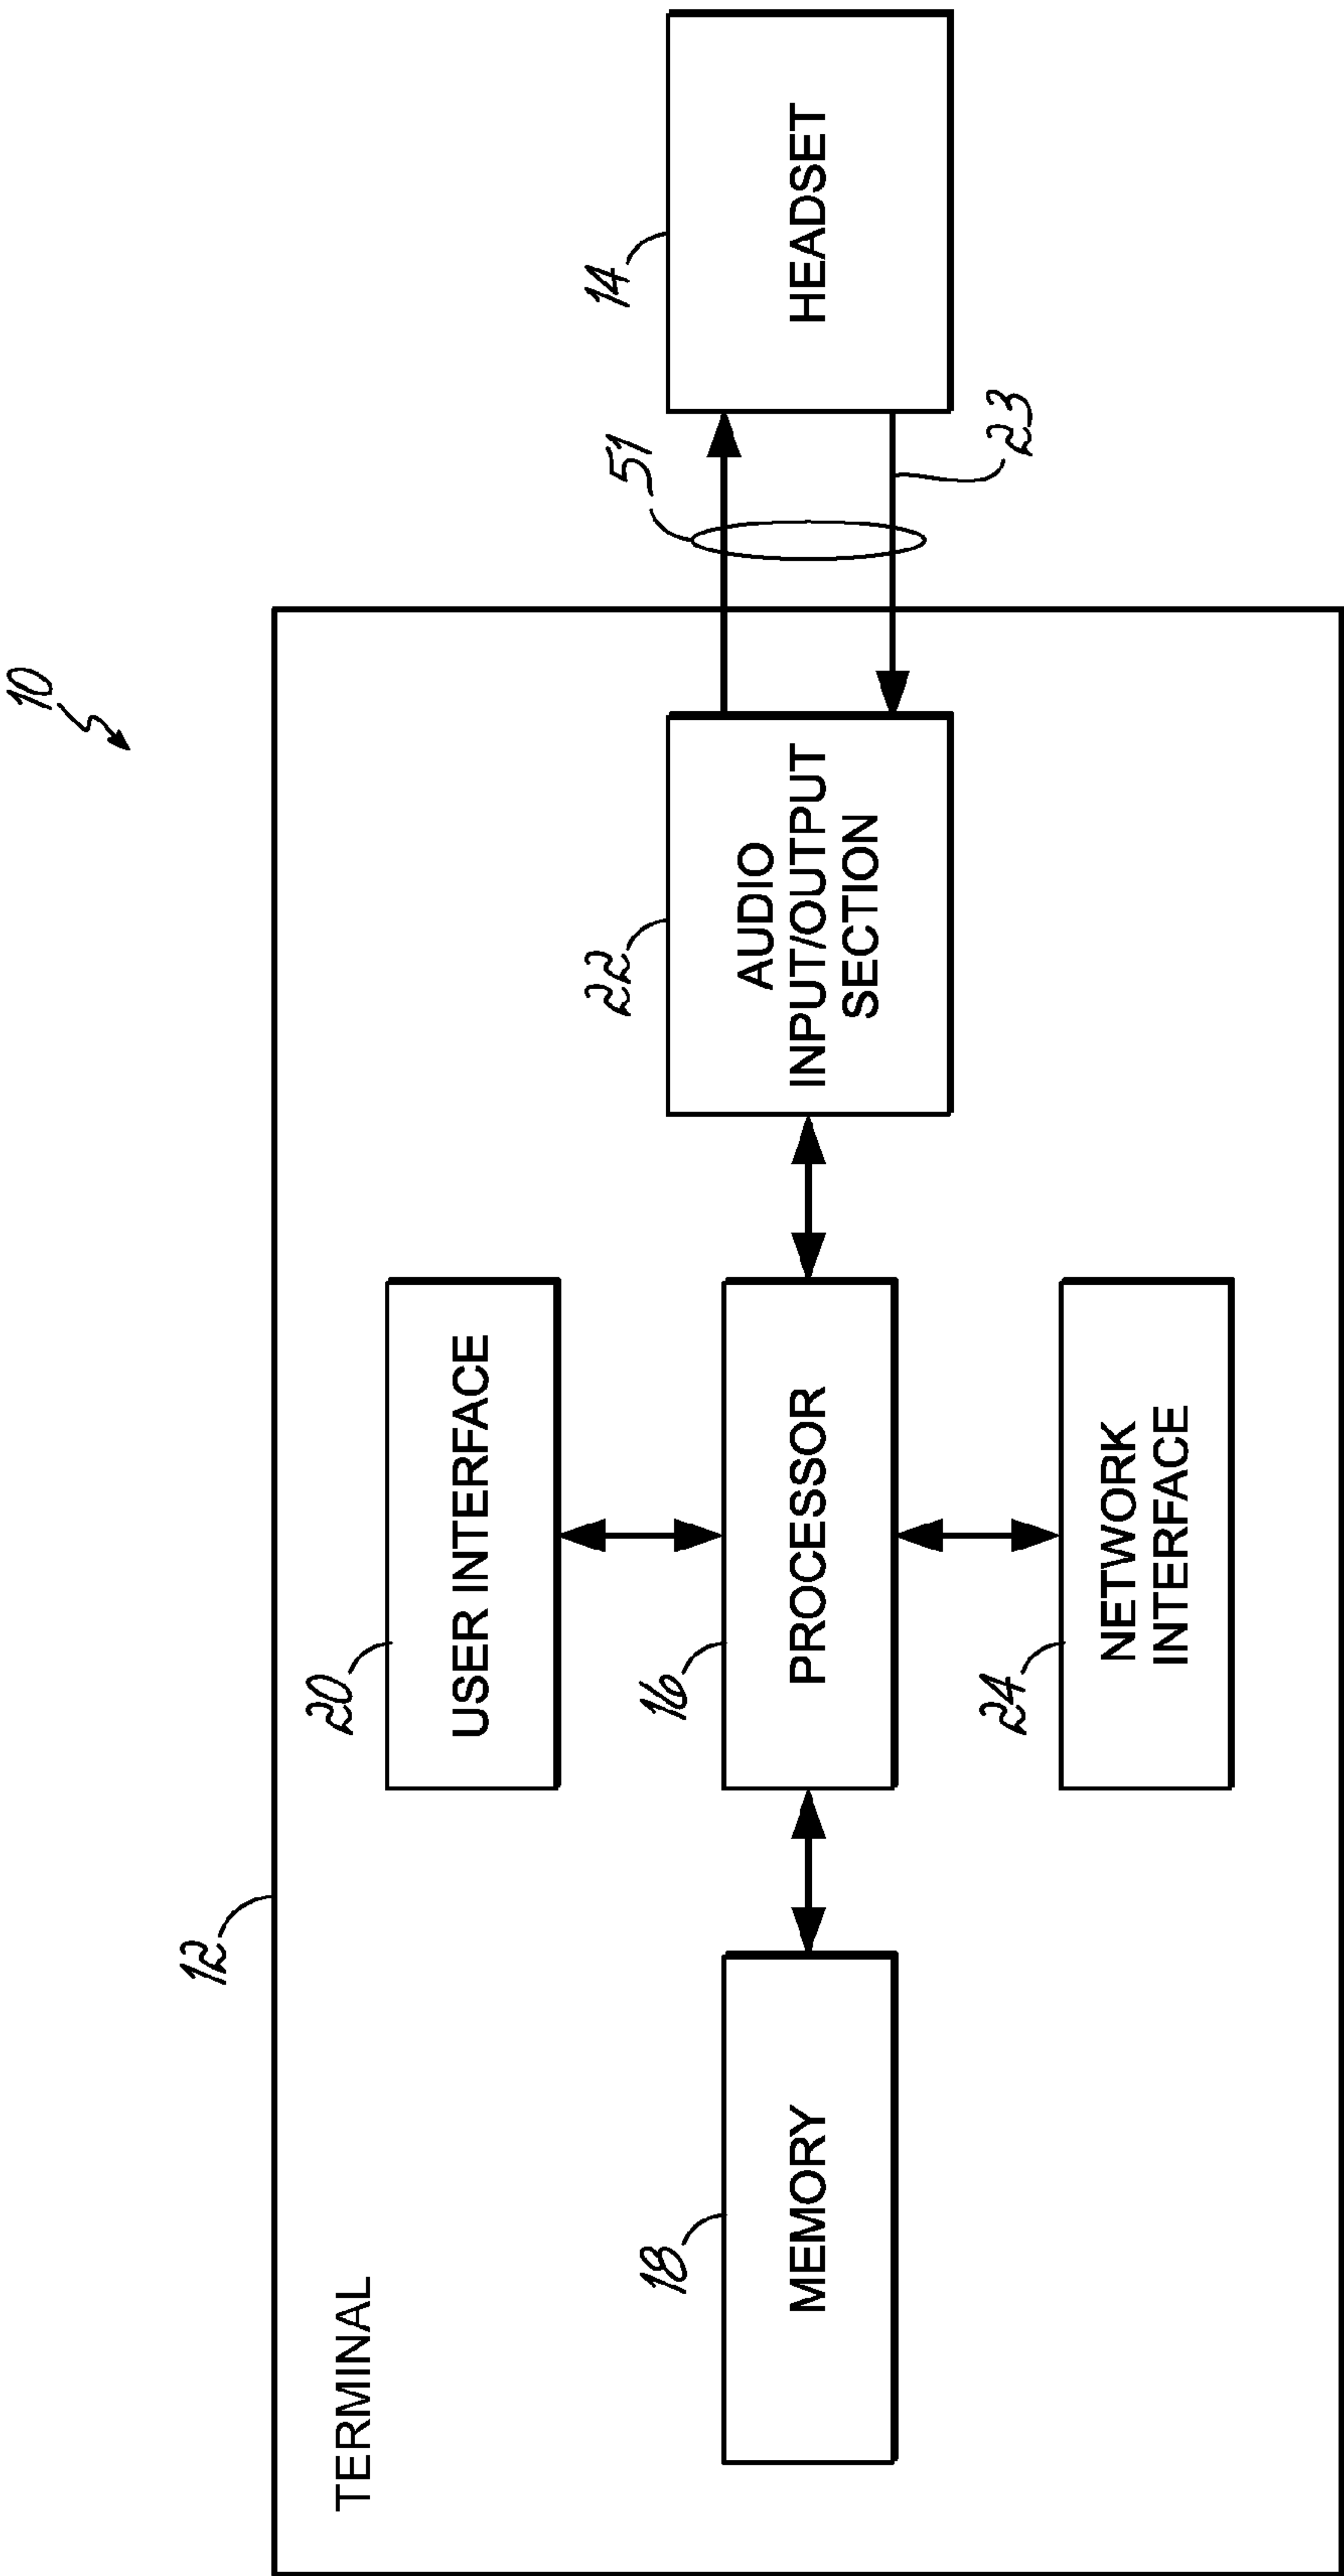 10
12
TERMINAL
20
USER INTERFACE
18
MEMORY
16
PROCESSOR
22
AUDIO
INPUT/OUTPUT
SECTION
51
14
HEADSET
23
24
NETWORK
INTERFACE